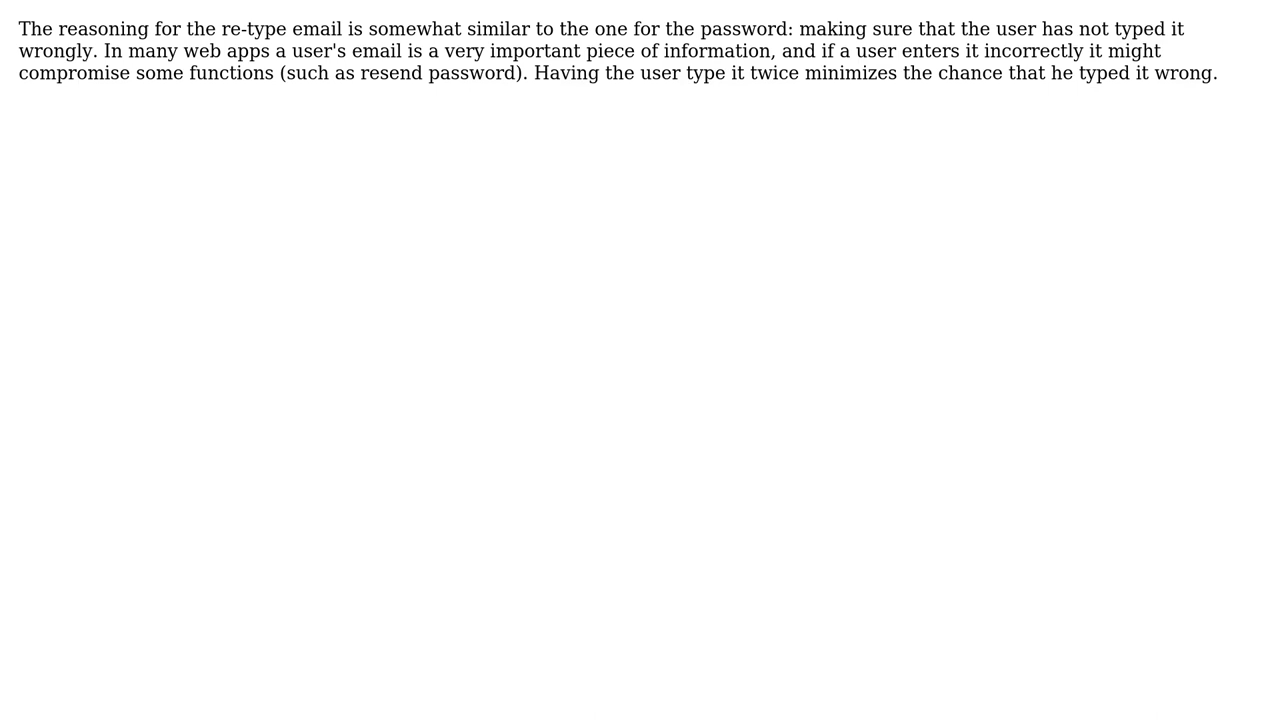 The reasoning for the re-type email is somewhat similar to the one for the password: making sure that the user has not typed it
wrongly. In many web apps a user's email is a very important piece of information, and if a user enters it incorrectly it might
compromise some functions (such as resend password). Having the user type it twice minimizes the chance that he typed it wrong.